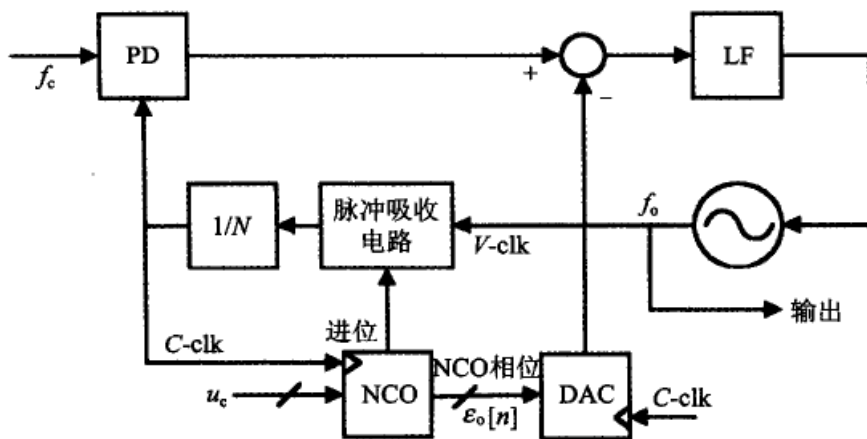 PD
LF
f_c
+
−
1/N
脉冲吸收
电路
V-clk
f_o
输出
进位
C-clk
u_c
NCO
NCO相位
ε_o[n]
DAC
C-clk